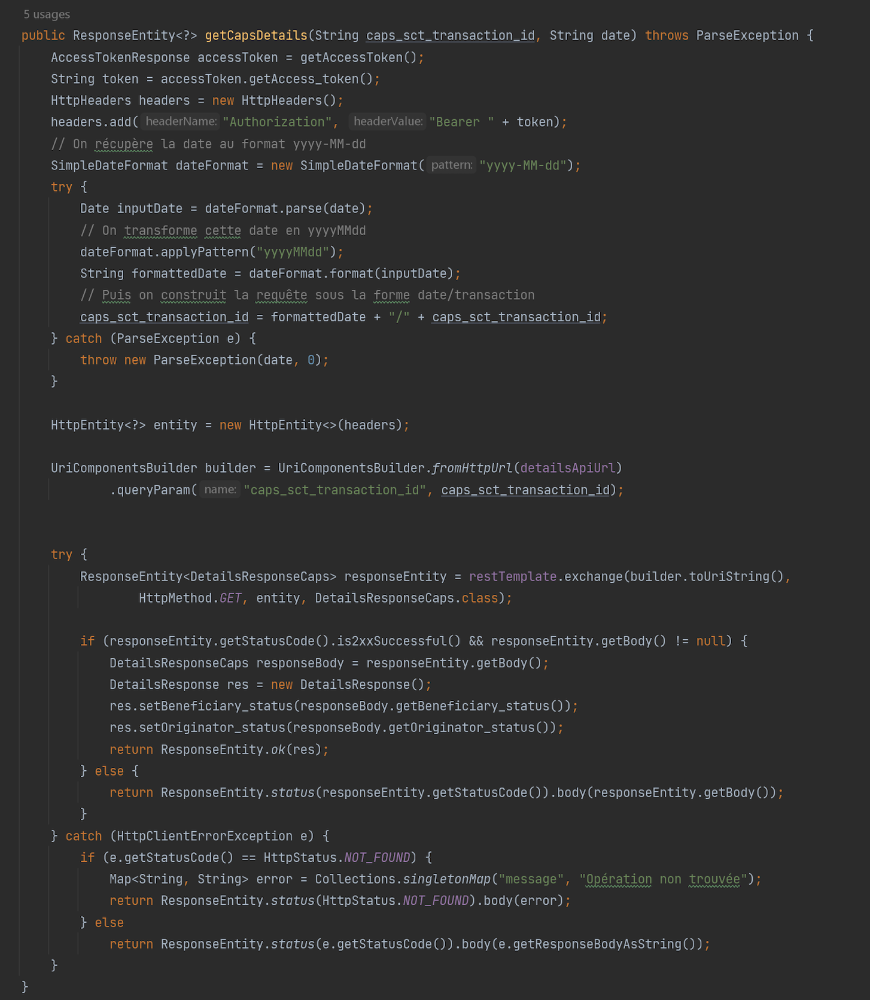 5 usages
public ResponseEntity<?> getCapsDetails(String caps_sct_transaction_id, String date) throws ParseException {
AccessTokenResponse accessToken = getAccessToken();
String token = accessToken.getAccess_token();
HttpHeaders headers = new HttpHeaders();
headers.add( headerName: "Authorization", headerValue: "Bearer " + token);
// On récupère la date au format yyyy-MM-dd
SimpleDateFormat dateFormat = new SimpleDateFormat( pattern: "yyyy-MM-dd");
try {
Date inputDate = dateFormat.parse(date);
// On transforme cette date en yyyyMMdd
dateFormat.applyPattern("yyyyMMdd");
String formattedDate = dateFormat.format(inputDate);
// Puis on construit la requête sous la forme date/transaction
caps_sct_transaction_id = formattedDate + "/" + caps_sct_transaction_id;
} catch (ParseException e) {
throw new ParseException(date, 0);
}
HttpEntity<?> entity = new HttpEntity<>(headers);
UriComponentsBuilder builder = UriComponentsBuilder.fromHttpUrl(detailsApiUrl)
.queryParam( name: "caps_sct_transaction_id", caps_sct_transaction_id);
try {
ResponseEntity<DetailsResponseCaps> responseEntity = restTemplate.exchange(builder.toUriString(),
HttpMethod.GET, entity, DetailsResponseCaps.class);
if (responseEntity.getStatusCode().is2xxSuccessful() && responseEntity.getBody() != null) {
DetailsResponseCaps responseBody = responseEntity.getBody();
DetailsResponse res = new DetailsResponse();
res.setBeneficiary_status(responseBody.getBeneficiary_status());
res.setOriginator_status(responseBody.getOriginator_status());
return ResponseEntity.ok(res);
} else {
return ResponseEntity.status(responseEntity.getStatusCode()).body(responseEntity.getBody());
}
} catch (HttpClientErrorException e) {
if (e.getStatusCode() == HttpStatus.NOT_FOUND) {
Map<String, String> error = Collections.singletonMap("message", "Opération non trouvée");
return ResponseEntity.status(HttpStatus.NOT_FOUND).body(error);
} else
return ResponseEntity.status(e.getStatusCode()).body(e.getResponseBodyAsString());
}
}